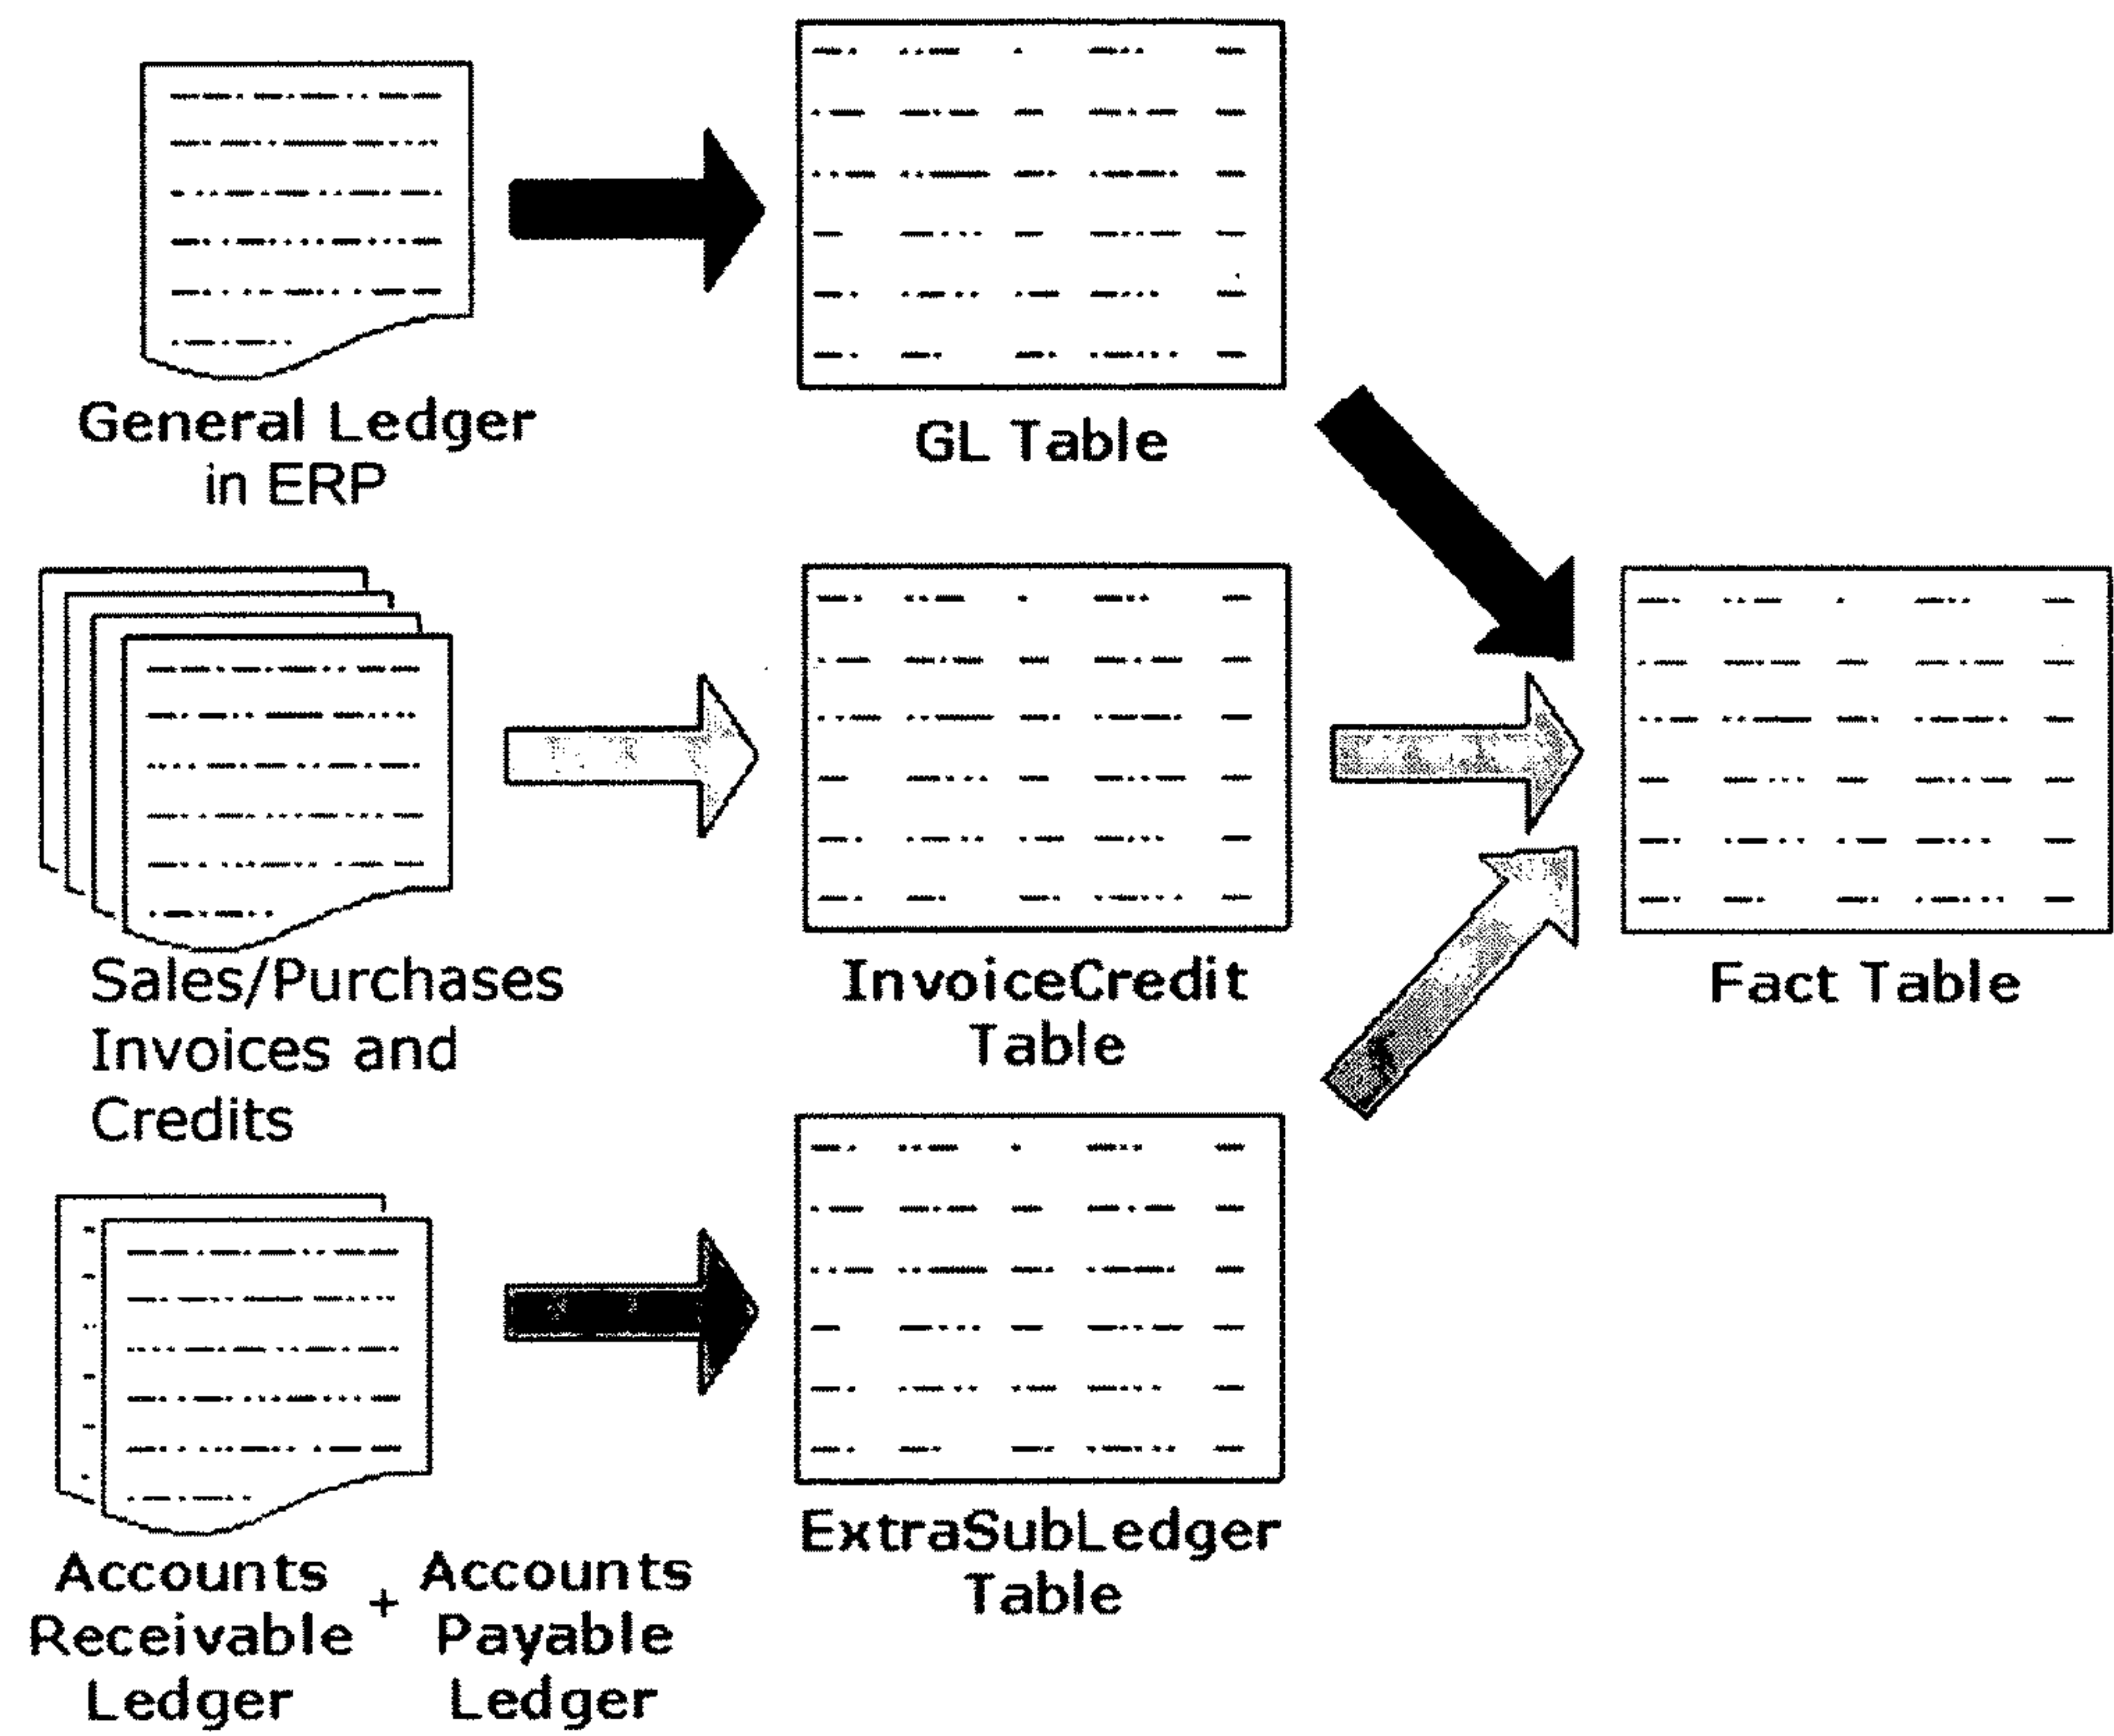 General Ledger
in ERP
GL Table
Sales/Purchases
Invoices and
Credits
InvoiceCredit
Table
Fact Table
Accounts
Receivable
Ledger
+
Accounts
Payable
Ledger
ExtraSubLedger
Table